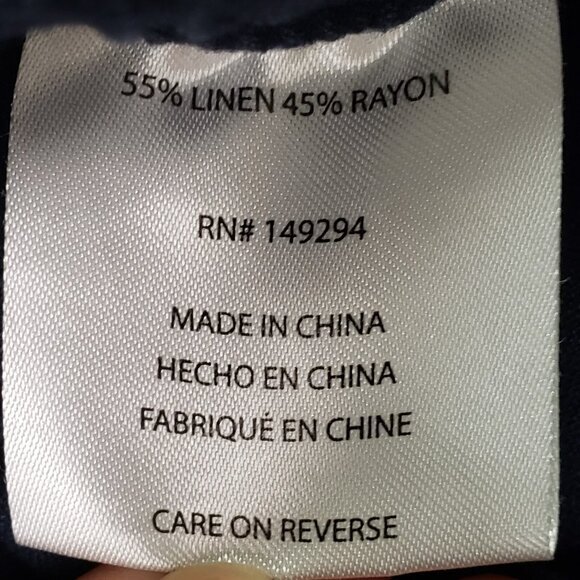 55% LINEN 45% RAYON
RN# 149294
MADE IN CHINA
HECHO EN CHINA
FABRIQUÉ EN CHINE
CARE ON REVERSE